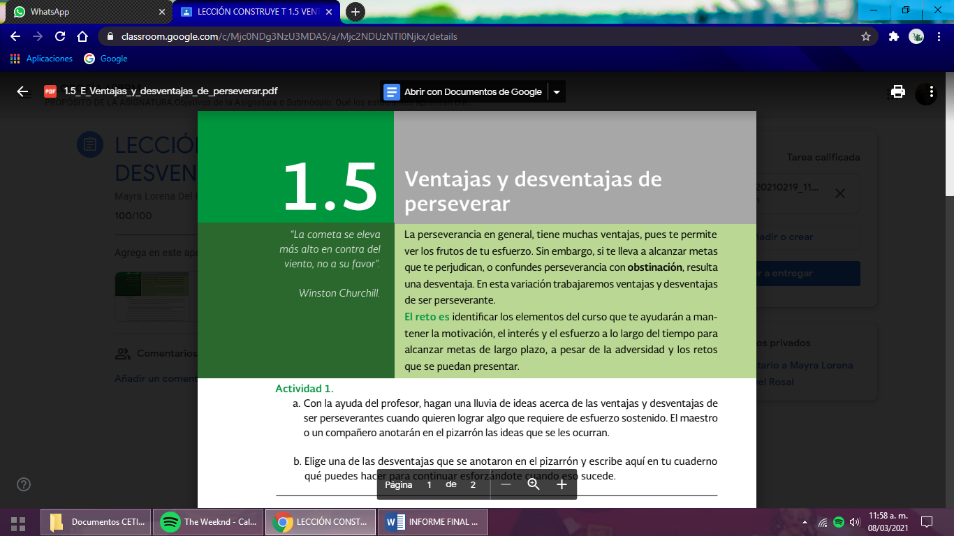 WhatsApp
LECCIÓN CONSTRUYE T 1.5 VENT
classroom.google.com/c/Mjc0NDg3NzU3MDA5/a/Mjc2NDUzNTI0Njkx/details
Aplicaciones Google
PDF 1.5_E_Ventajas_y_desventajas_de_perseverar.pdf
Abrir con Documentos de Google
LECCIÓ
DESVEN
Mayra Lorena Del
100/100
Agrega en este ap
Comentarios
Añadir un comen
Tarea calificada
20210219_11...
adir o crear
r a entregar
os privados
tario a Mayra Lorena
el Rosal
1.5
Ventajas y desventajas de
perseverar
"La cometa se eleva
más alto en contra del
viento, no a su favor".
Winston Churchill.
La perseverancia en general, tiene muchas ventajas, pues te permite
ver los frutos de tu esfuerzo. Sin embargo, si te lleva a alcanzar metas
que te perjudican, o confundes perseverancia con obstinación, resulta
una desventaja. En esta variación trabajaremos ventajas y desventajas
de ser perseverante.
El reto es identificar los elementos del curso que te ayudarán a man-
tener la motivación, el interés y el esfuerzo a lo largo del tiempo para
alcanzar metas de largo plazo, a pesar de la adversidad y los retos
que se puedan presentar.
Actividad 1.
a. Con la ayuda del profesor, hagan una lluvia de ideas acerca de las ventajas y desventajas de
ser perseverantes cuando quieren lograr algo que requiere de esfuerzo sostenido. El maestro
o un compañero anotarán en el pizarrón las ideas que se les ocurran.
b. Elige una de las desventajas que se anotaron en el pizarrón y escribe aquí en tu cuaderno
qué puedes hacer para continuar esforzándote cuando eso sucede.
Página 1 de 2
Documentos CETI...
The Weeknd - Cal...
LECCIÓN CONST...
INFORME FINAL ...
11:58 a. m.
08/03/2021